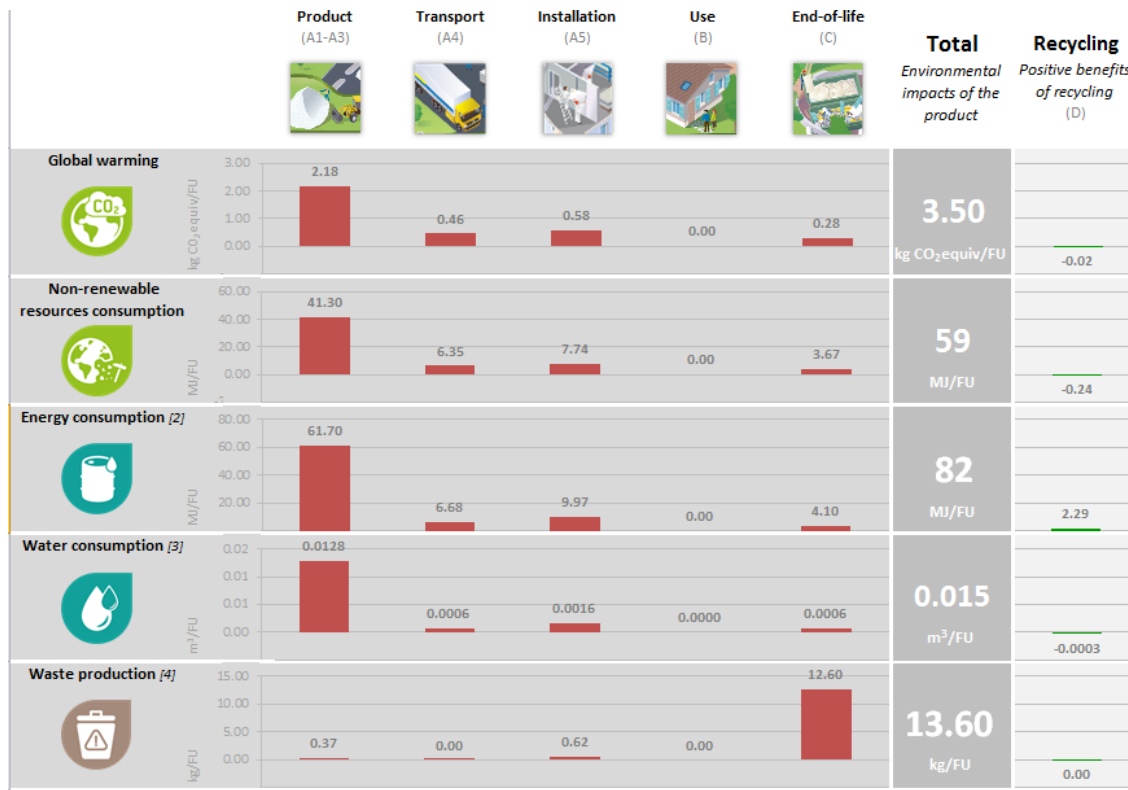 Product
(A1-A3)
Transport
(A4)
Installation
(A5)
Use
(B)
End-of-life
(C)
Total
Environmental
impacts of the
product
Recycling
Positive benefits
of recycling
(D)
Global warming
CO₂
kg CO₂equiv/FU
3.00
2.00
1.00
0.00
2.18
0.46
0.58
0.00
0.28
3.50
kg CO₂equiv/FU
-0.02
Non-renewable
resources consumption
MJ/FU
60.00
40.00
20.00
0.00
41.30
6.35
7.74
0.00
3.67
59
MJ/FU
-0.24
Energy consumption [2]
MJ/FU
80.00
60.00
40.00
20.00
61.70
6.68
9.97
0.00
4.10
82
MJ/FU
2.29
Water consumption [3]
m³/FU
0.02
0.01
0.01
0.00
0.0128
0.0006
0.0016
0.0000
0.0006
0.015
m³/FU
-0.0003
Waste production [4]
kg/FU
15.00
10.00
5.00
0.00
0.37
0.00
0.62
0.00
12.60
13.60
kg/FU
0.00